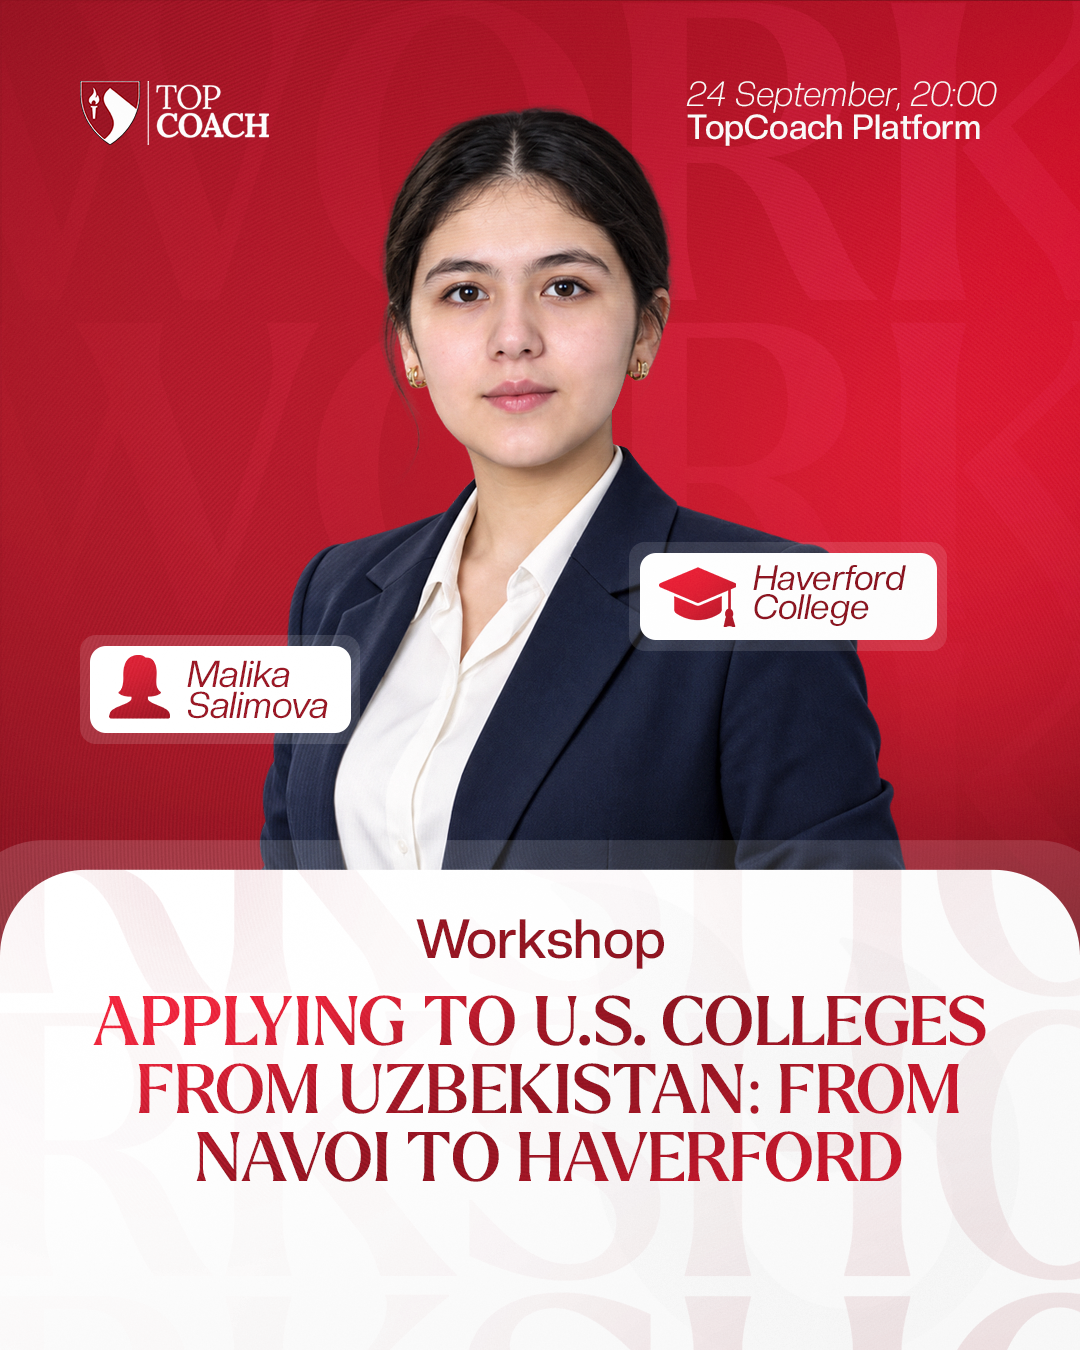 TOP
COACH
24 September, 20:00
TopCoach Platform
Haverford
College
Malika
Salimova
Workshop
APPLYING TO U.S. COLLEGES
FROM UZBEKISTAN: FROM
NAVOI TO HAVERFORD